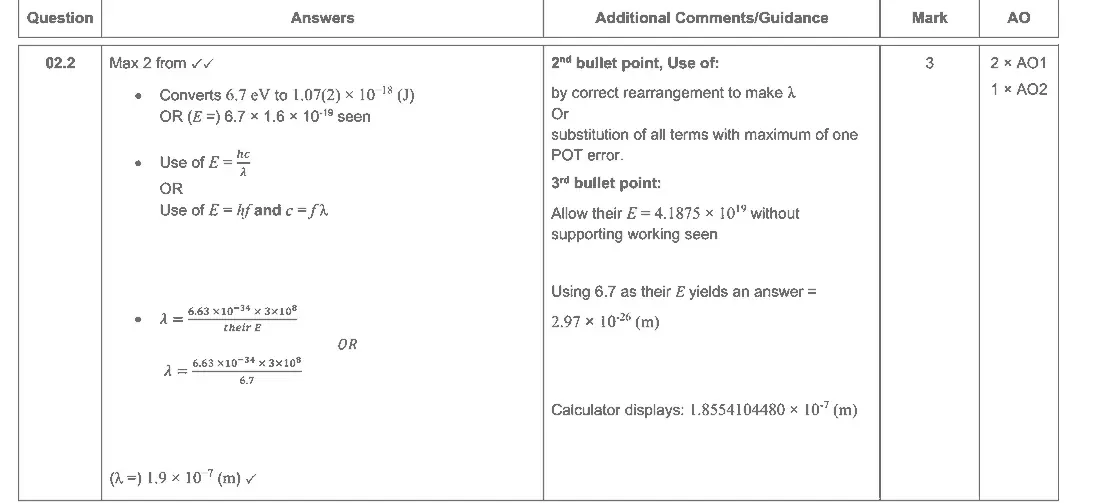 Question Answers Additional Comments/Guidance Mark AO
02.2 Max 2 from ✓✓ 2nd bullet point, Use of: 3 2 × AO1
• Converts 6.7 eV to 1.07(2) × 10⁻¹⁸ (J) by correct rearrangement to make λ 1 × AO2
OR (E =) 6.7 × 1.6 × 10⁻¹⁹ seen Or
substitution of all terms with maximum of one
• Use of E = hc/λ POT error.
OR 3rd bullet point:
Use of E = hf and c = fλ Allow their E = 4.1875 × 10¹⁹ without
supporting working seen
Using 6.7 as their E yields an answer =
• λ = 6.63 ×10⁻³⁴ × 3×10⁸ / their E 2.97 × 10⁻²⁶ (m)
OR
λ = 6.63 ×10⁻³⁴ × 3×10⁸ / 6.7
Calculator displays: 1.8554104480 × 10⁻⁷ (m)
(λ =) 1.9 × 10⁻⁷ (m) ✓